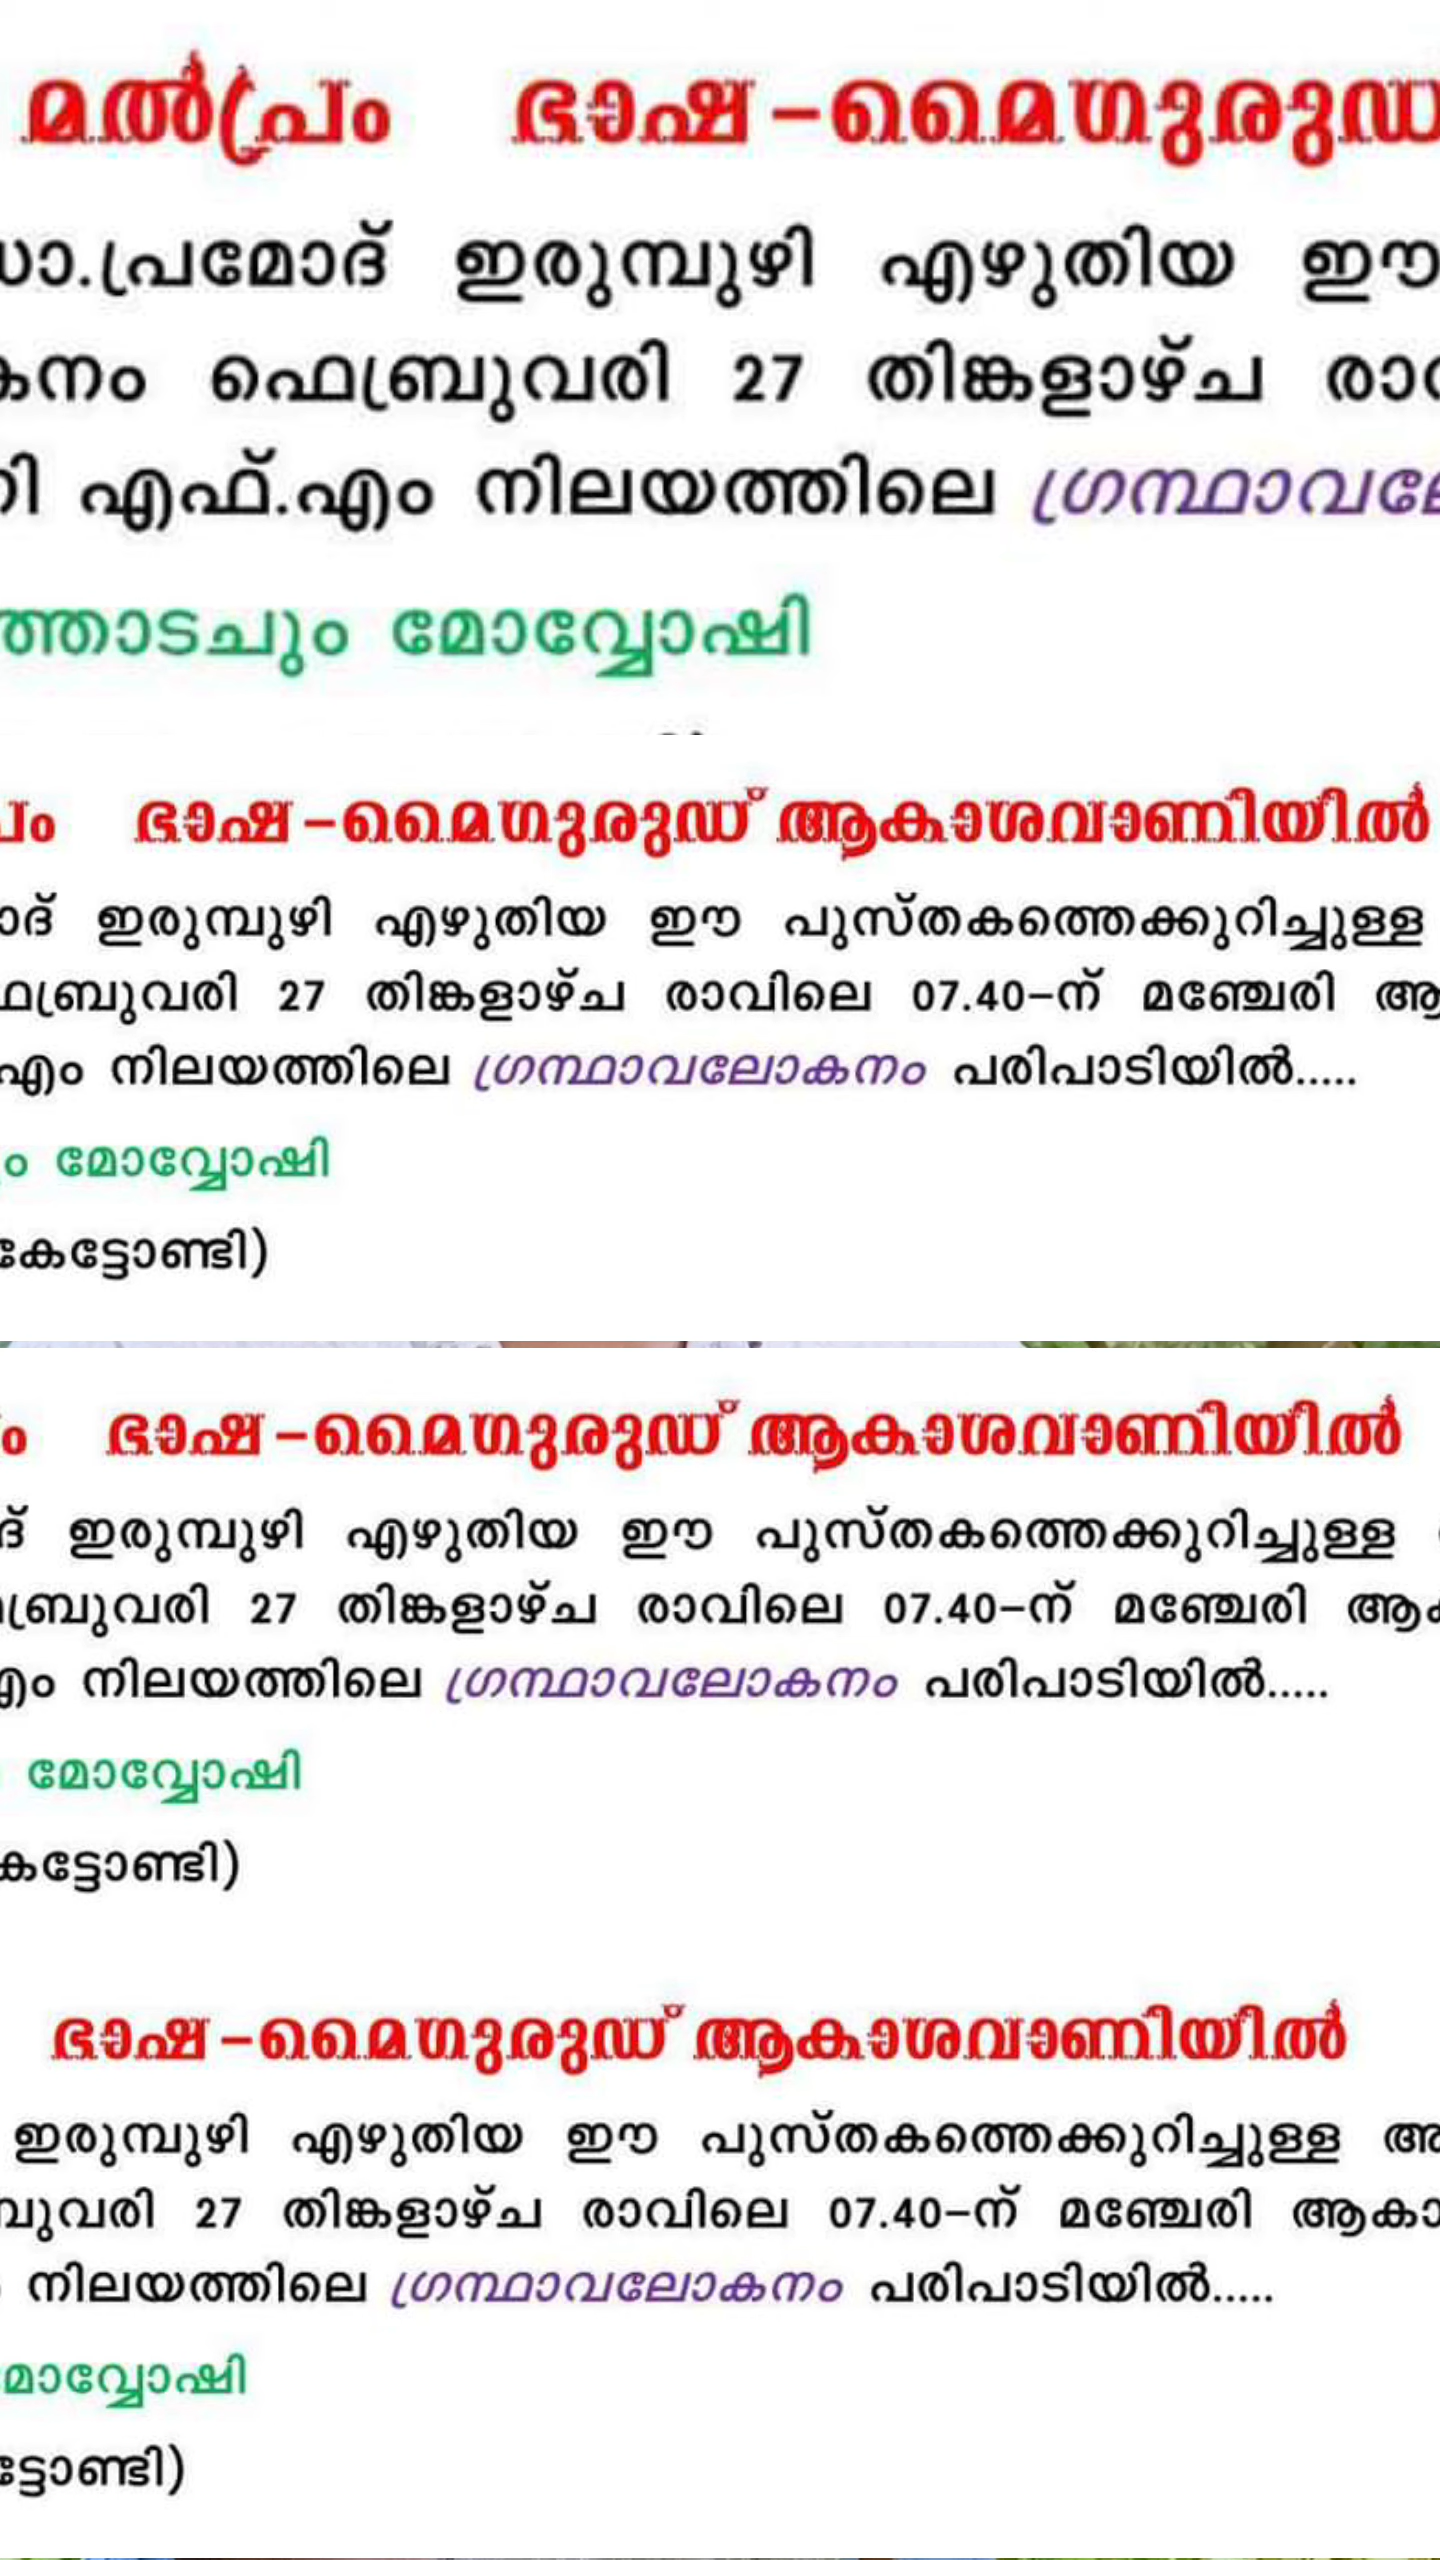 മൽപ്രം ഭാഷ-മൈഗുരുഡ
പ്രമോദ് ഇരുമ്പുഴി എഴുതിയ ഈ
കനം ഫെബ്രുവരി 27 തിങ്കളാഴ്ച
എഫ്.എം നിലയത്തിലെ
ത്തൊടചും മോവ്വോഷി
ഭാഷ-മൈഗുരുഡ് ആകാശവാണിയിൽ
ഇരുമ്പുഴി എഴുതിയ ഈ പുസ്തകത്തെക്കുറിച്ചുള്ള
27 തിങ്കളാഴ്ച രാവിലെ 07.40-ന് മഞ്ചേരി
എം നിലയത്തിലെ ഗ്രന്ഥാവലോകനം പരിപാടിയിൽ.....
മോവ്വോഷി
കേട്ടോണ്ടി)
ഭാഷ-മൈഗുരുഡ് ആകാശവാണിയിൽ
ഇരുമ്പുഴി എഴുതിയ ഈ പുസ്തകത്തെക്കുറിച്ചുള്ള
ബ്രുവരി 27 തിങ്കളാഴ്ച രാവിലെ 07.40-ന് മഞ്ചേരി
നിലയത്തിലെ ഗ്രന്ഥാവലോകനം പരിപാടിയിൽ.....
മോവ്വോഷി
കേട്ടോണ്ടി)
ഭാഷ-മൈഗുരുഡ് ആകാശവാണിയിൽ
ഇരുമ്പുഴി എഴുതിയ ഈ പുസ്തകത്തെക്കുറിച്ചുള്ള
27 തിങ്കളാഴ്ച രാവിലെ 07.40-ന് മഞ്ചേരി ആകാ
നിലയത്തിലെ ഗ്രന്ഥാവലോകനം പരിപാടിയിൽ.....
മോവ്വോഷി
ട്ടോണ്ടി)